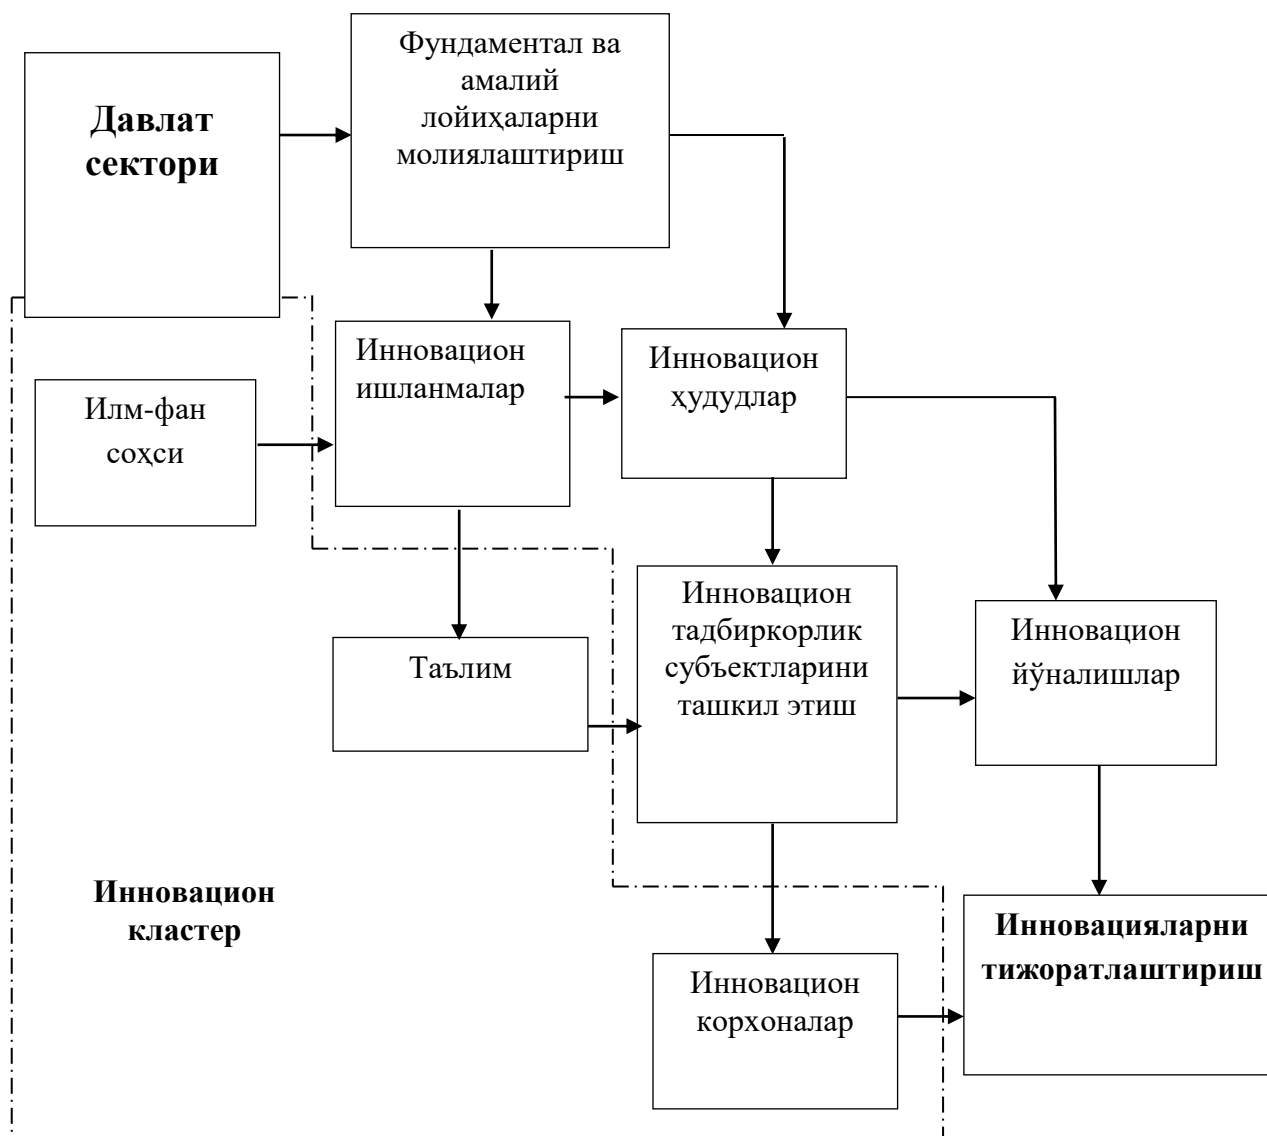 Давлат
сектори
Фундаментал ва
амалий
лойиҳаларни
молиялаштириш
Инновацион
ишланмалар
Инновацион
ҳудудлар
Илм-фан
соҳси
Инновацион
тадбиркорлик
субъектларини
ташкил этиш
Инновацион
йўналишлар
Таълим
Инновацион
кластер
Инновацияларни
тижоратлаштириш
Инновацион
корхоналар